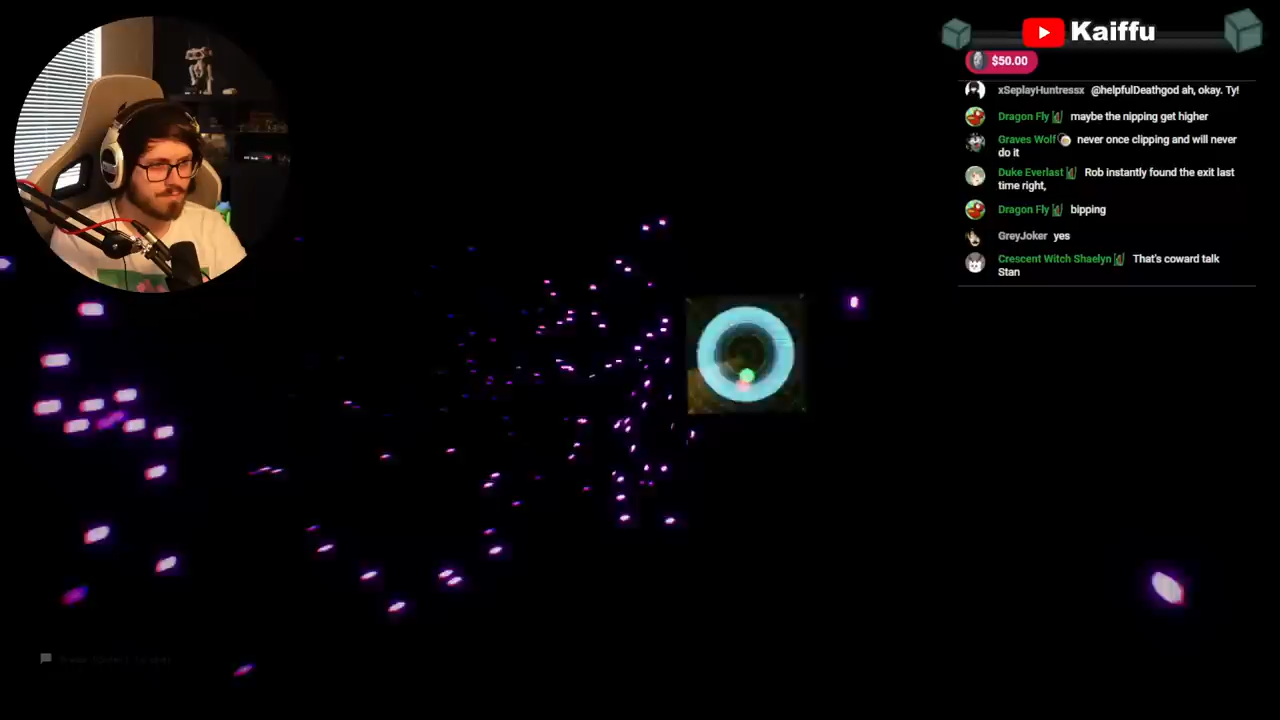 Kaiffu
$50.00
xSeplayHuntressx @helpfulDeathgod ah, okay. Ty!
Dragon Fly maybe the nipping get higher
Graves Wolf never once clipping and will never
do it
Duke Everlast Rob instantly found the exit last
time right,
Dragon Fly bipping
GreyJoker yes
Crescent Witch Shaelyn That's coward talk
Stan